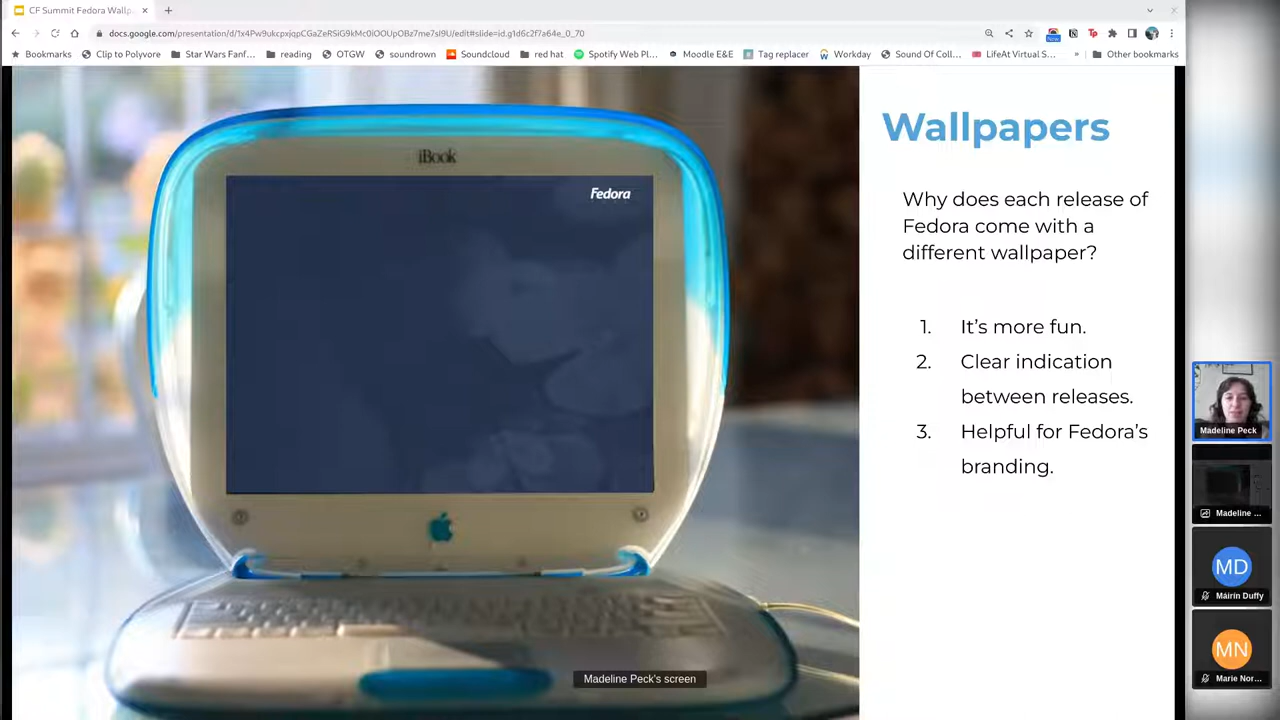 CF Summit Fedora Wallp
docs.google.com/presentation/d/1x4Pw9ukcpxjqpCGaZeRSiG9kMc0iOOUpOBz7me7sI9U/edit#slide=id.g1d6c2f7a64e_0_70
Bookmarks
Clip to Polyvore
Star Wars Fanf...
reading
OTGW
soundrown
Soundcloud
red hat
Spotify Web Pl...
Moodle E&E
Tag replacer
Workday
Sound Of Coll...
LifeAt Virtual S...
»
Other bookmarks
iBook
Fedora
Wallpapers
Why does each release of
Fedora come with a
different wallpaper?
1. It's more fun.
2. Clear indication
between releases.
3. Helpful for Fedora's
branding.
Madeline Peck's screen
Madeline Peck
Madeline ...
MD
Máirín Duffy
MN
Marie Nor...